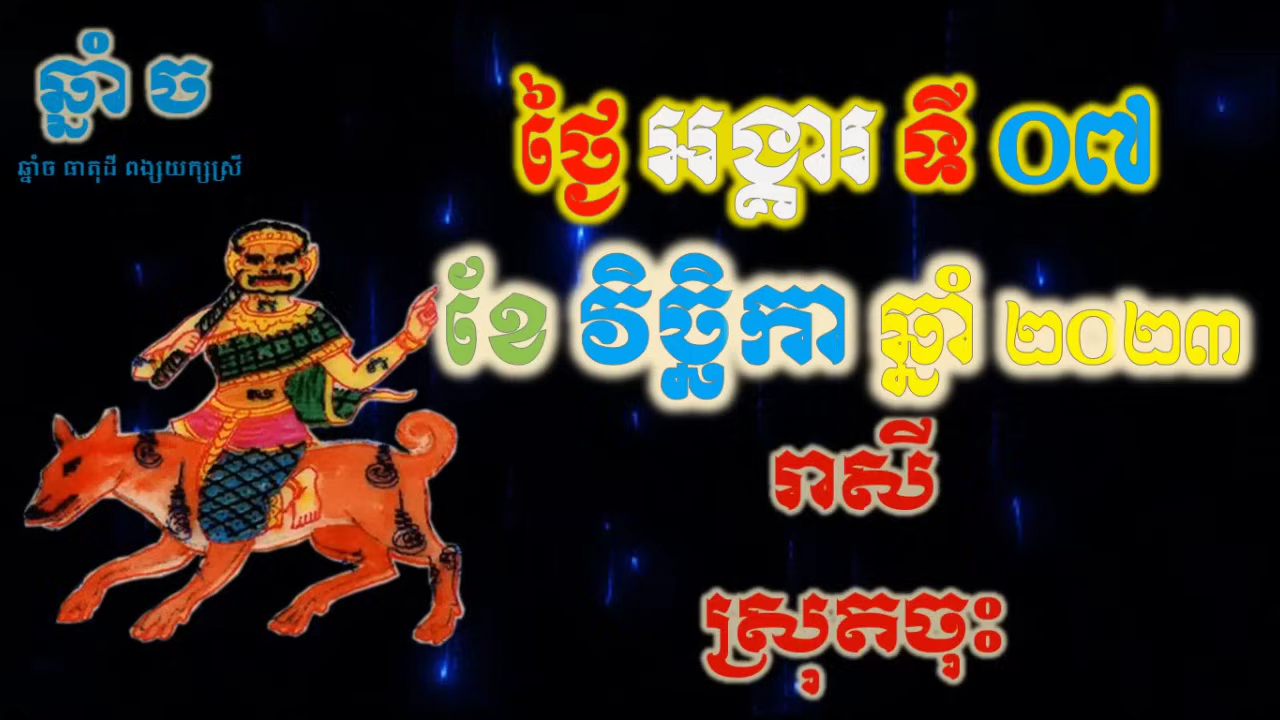 ឆ្នាំ ច
ឆ្នាំច ធាតុដី ពង្សយក្សស្រី
ថ្ងៃ អង្គារ ទី ០៧
ខែ វិច្ឆិកា ឆ្នាំ ២០២៣
រាសី
ស្រុតចុះ